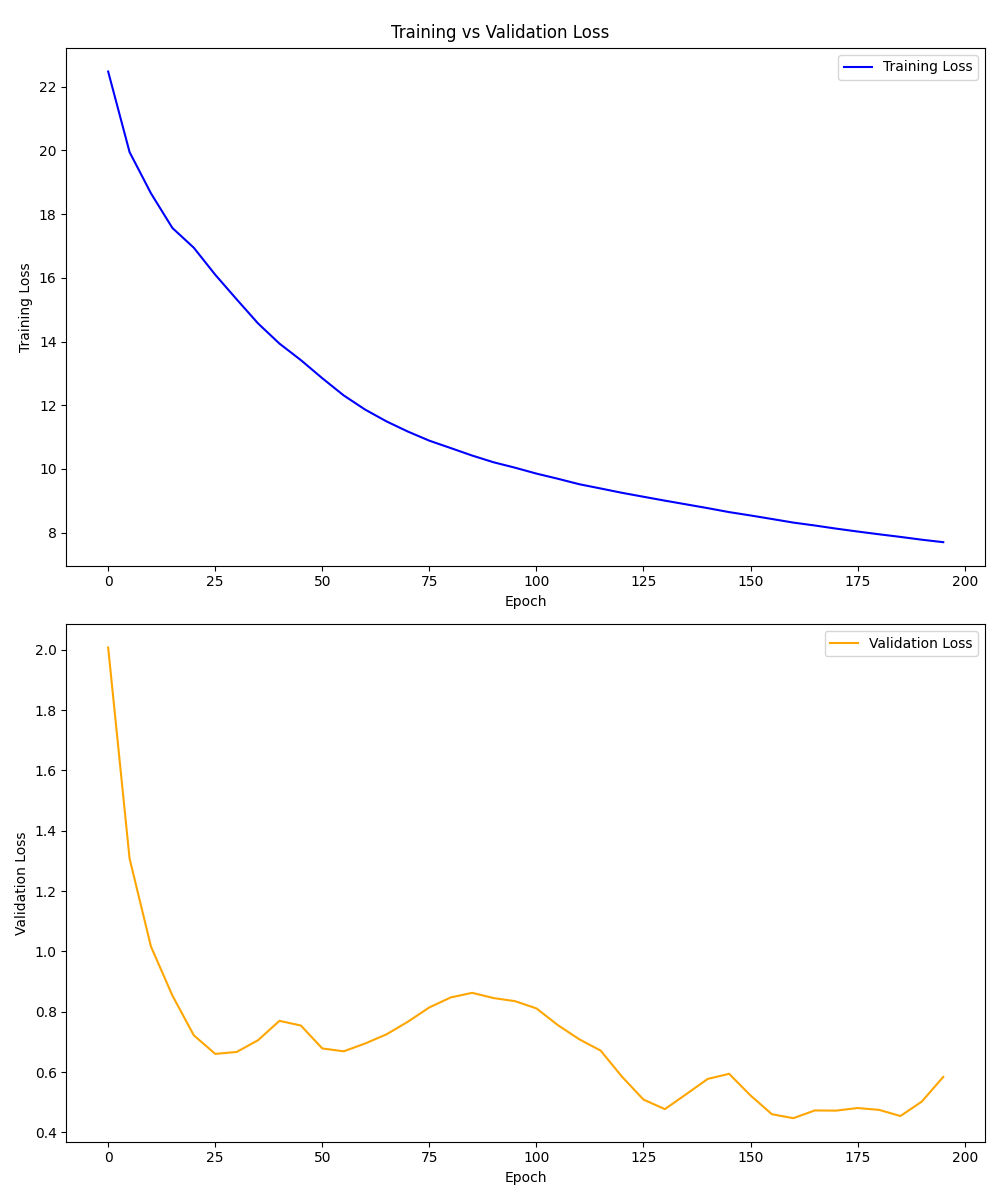 Training vs Validation Loss
Training Loss
22
20
18
16
14
12
10
8
Training Loss
0 25 50 75 100 125 150 175 200
Epoch
Validation Loss
2.0
1.8
1.6
1.4
1.2
1.0
0.8
0.6
0.4
Validation Loss
0 25 50 75 100 125 150 175 200
Epoch